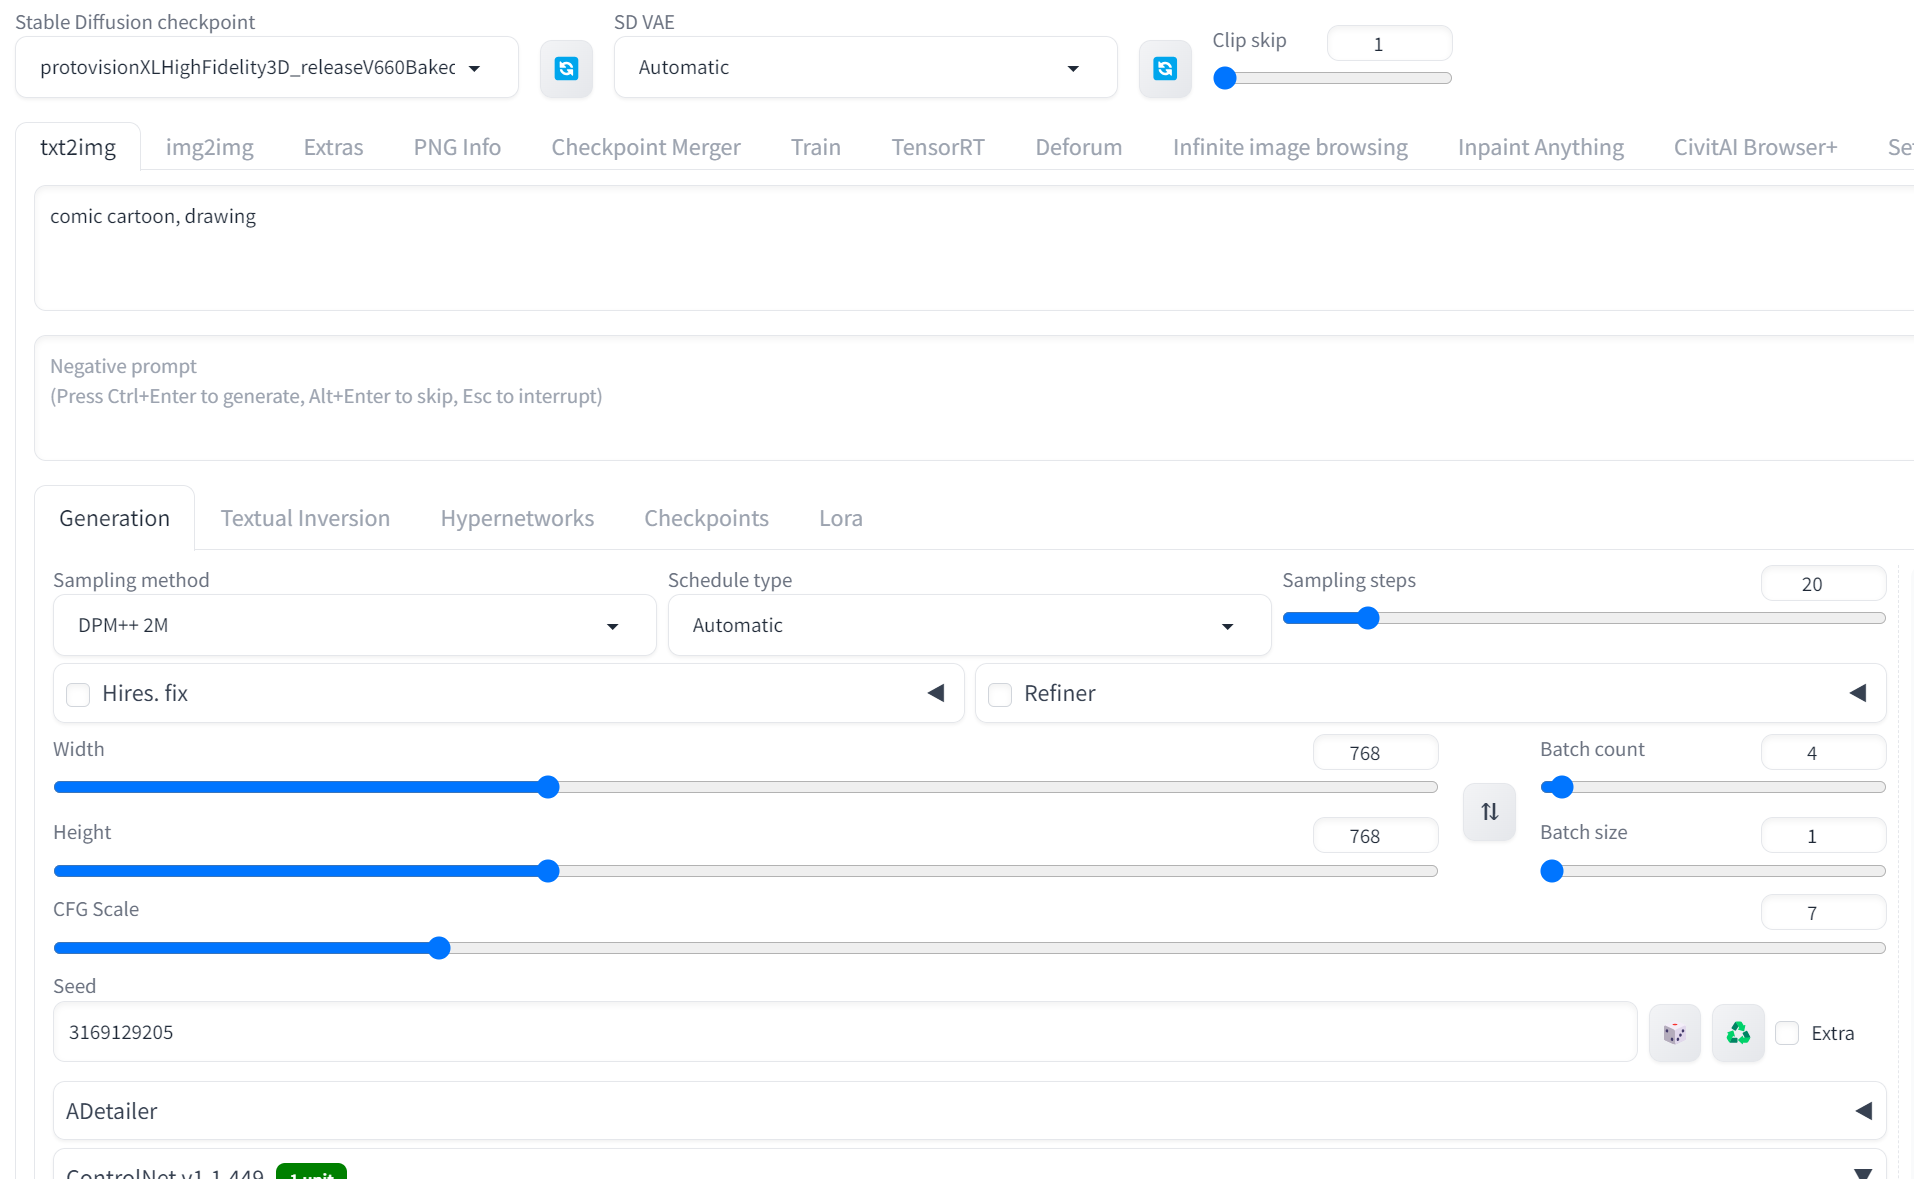 Stable Diffusion checkpoint
SD VAE
Clip skip
1
protovisionXLHighFidelity3D_releaseV660Baked
Automatic
txt2img
img2img
Extras
PNG Info
Checkpoint Merger
Train
TensorRT
Deforum
Infinite image browsing
Inpaint Anything
CivitAI Browser+
Se
comic cartoon, drawing
Negative prompt
(Press Ctrl+Enter to generate, Alt+Enter to skip, Esc to interrupt)
Generation
Textual Inversion
Hypernetworks
Checkpoints
Lora
Sampling method
Schedule type
Sampling steps
20
DPM++ 2M
Automatic
Hires. fix
Refiner
Width
768
Batch count
4
Height
768
Batch size
1
CFG Scale
7
Seed
3169129205
Extra
ADetailer
ControlNet v1.1.449
1 unit